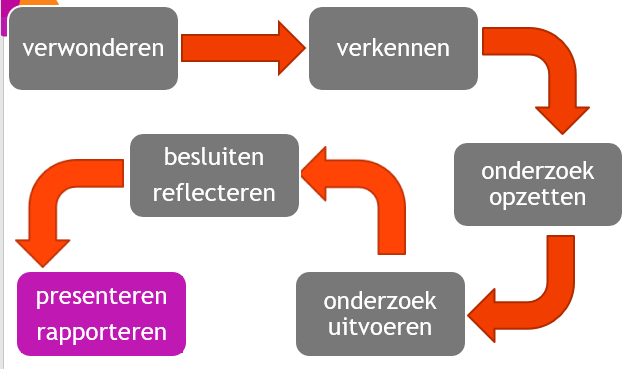 verwonderen
verkennen
onderzoek
opzetten
onderzoek
uitvoeren
besluiten
reflecteren
presenteren
rapporteren